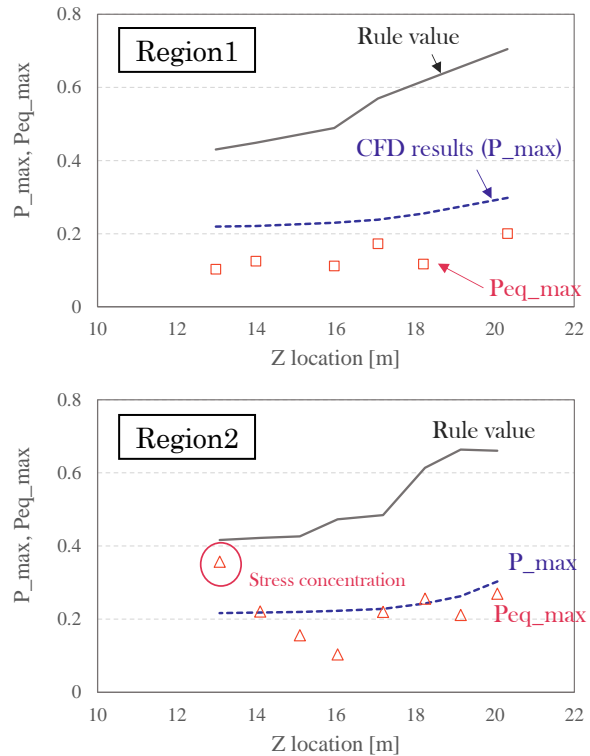 Region1
Rule value
CFD results (P_max)
Peq_max
P_max, Peq_max
0.8
0.6
0.4
0.2
0
10 12 14 16 18 20 22
Z location [m]
Region2
Rule value
Stress concentration
P_max
Peq_max
P_max, Peq_max
0.8
0.6
0.4
0.2
0
10 12 14 16 18 20 22
Z location [m]